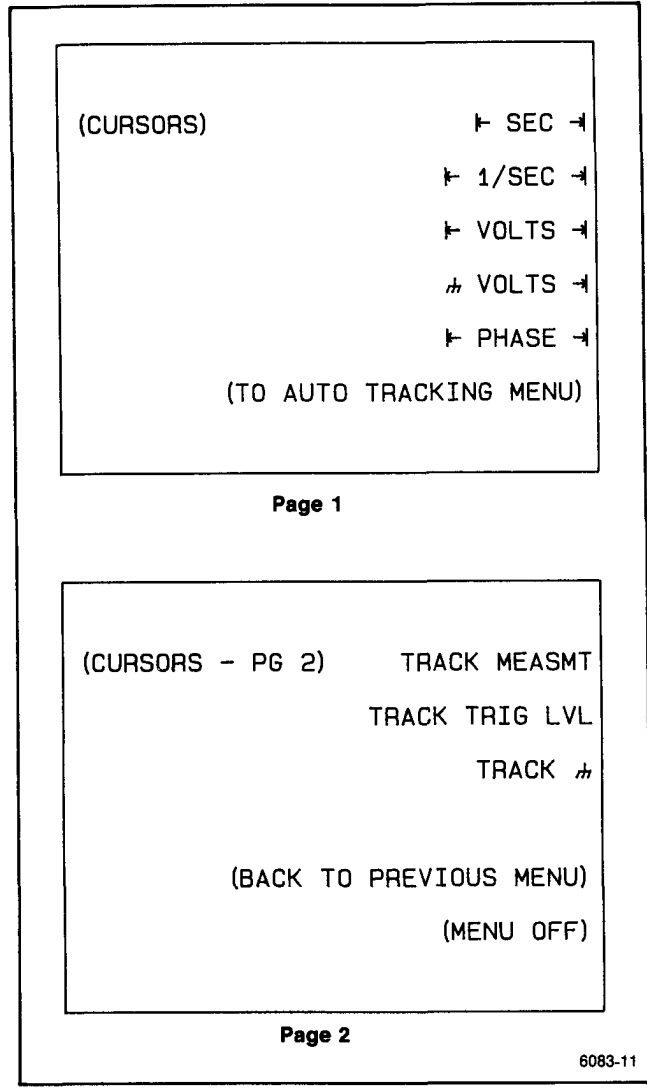 (CURSORS) ⊢ SEC ⊣
⊢ 1/SEC ⊣
⊢ VOLTS ⊣
⏚ VOLTS ⊣
⊢ PHASE ⊣
(TO AUTO TRACKING MENU)
Page 1
(CURSORS - PG 2) TRACK MEASMT
TRACK TRIG LVL
TRACK ⏚
(BACK TO PREVIOUS MENU)
(MENU OFF)
Page 2
6083-11